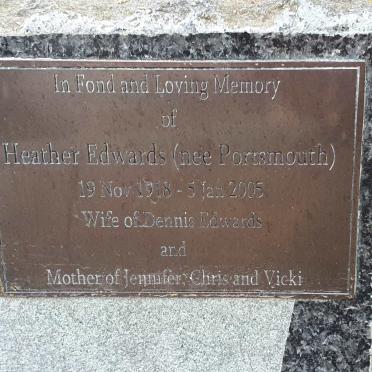 In Fond and Loving Memory
of
Heather Edwards (nee Portsmouth)
19 Nov 1918 - 5 Jan 2005
Wife of Dennis Edwards
and
Mother of Jennifer, Chris and Vicki